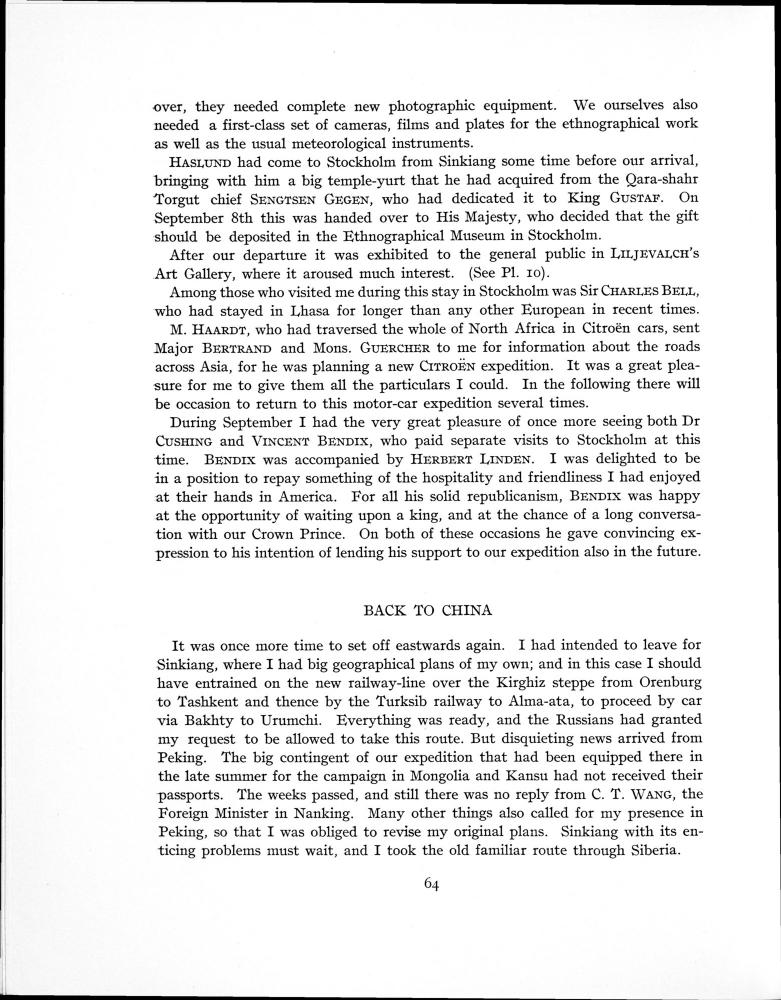 over, they needed complete new photographic equipment. We ourselves also
needed a first-class set of cameras, films and plates for the ethnographical work
as well as the usual meteorological instruments.
HASLUND had come to Stockholm from Sinkiang some time before our arrival,
bringing with him a big temple-yurt that he had acquired from the Qara-shahr
Torgut chief SENGTSEN GEGEN, who had dedicated it to King GUSTAF. On
September 8th this was handed over to His Majesty, who decided that the gift
should be deposited in the Ethnographical Museum in Stockholm.
After our departure it was exhibited to the general public in LILJEVALCH's
Art Gallery, where it aroused much interest. (See Pl. 10).
Among those who visited me during this stay in Stockholm was Sir CHARLES BELL,
who had stayed in Lhasa for longer than any other European in recent times.
M. HAARDT, who had traversed the whole of North Africa in Citroën cars, sent
Major BERTRAND and Mons. GUERCHER to me for information about the roads
across Asia, for he was planning a new CITROËN expedition. It was a great plea-
sure for me to give them all the particulars I could. In the following there will
be occasion to return to this motor-car expedition several times.
During September I had the very great pleasure of once more seeing both Dr
CUSHING and VINCENT BENDIX, who paid separate visits to Stockholm at this
time. BENDIX was accompanied by HERBERT LINDEN. I was delighted to be
in a position to repay something of the hospitality and friendliness I had enjoyed
at their hands in America. For all his solid republicanism, BENDIX was happy
at the opportunity of waiting upon a king, and at the chance of a long conversa-
tion with our Crown Prince. On both of these occasions he gave convincing ex-
pression to his intention of lending his support to our expedition also in the future.
BACK TO CHINA
It was once more time to set off eastwards again. I had intended to leave for
Sinkiang, where I had big geographical plans of my own; and in this case I should
have entrained on the new railway-line over the Kirghiz steppe from Orenburg
to Tashkent and thence by the Turksib railway to Alma-ata, to proceed by car
via Bakhty to Urumchi. Everything was ready, and the Russians had granted
my request to be allowed to take this route. But disquieting news arrived from
Peking. The big contingent of our expedition that had been equipped there in
the late summer for the campaign in Mongolia and Kansu had not received their
passports. The weeks passed, and still there was no reply from C. T. WANG, the
Foreign Minister in Nanking. Many other things also called for my presence in
Peking, so that I was obliged to revise my original plans. Sinkiang with its en-
ticing problems must wait, and I took the old familiar route through Siberia.
64